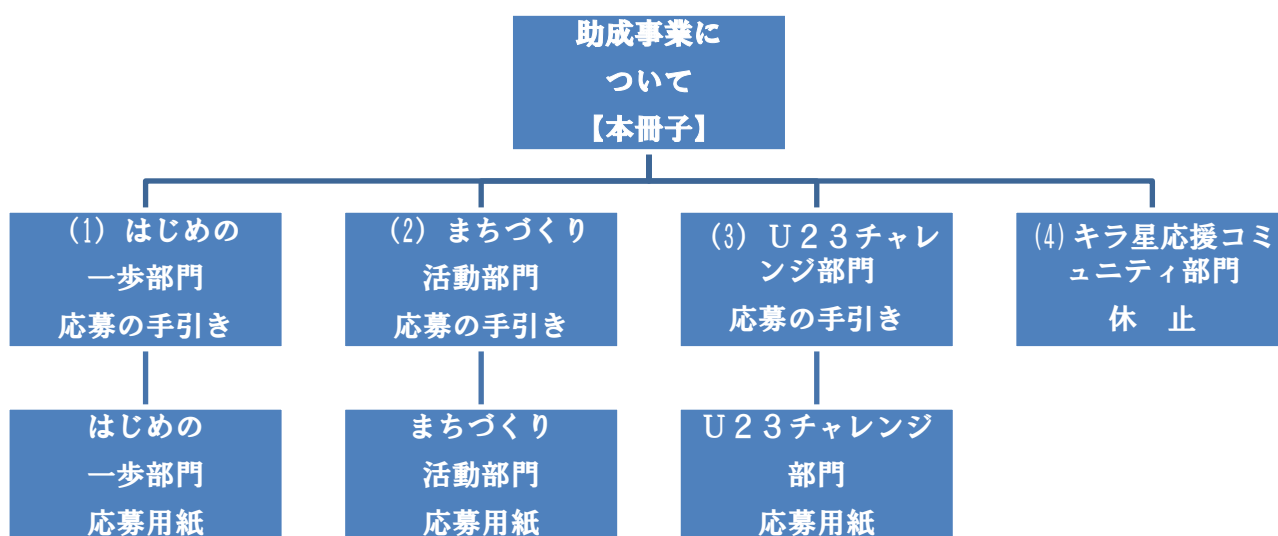 助成事業に
ついて
【本冊子】
(1) はじめの
一歩部門
応募の手引き
(2) まちづくり
活動部門
応募の手引き
(3) U23チャレ
ンジ部門
応募の手引き
(4)キラ星応援コミ
ュニティ部門
休　止
はじめの
一歩部門
応募用紙
まちづくり
活動部門
応募用紙
U23チャレンジ
部門
応募用紙